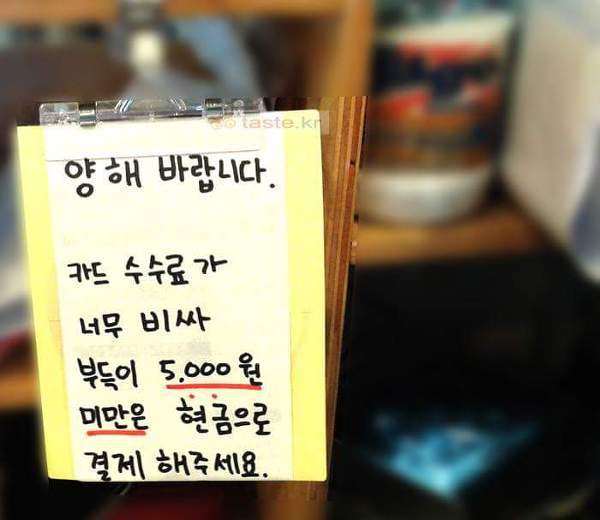 taste.kr
양해 바랍니다.
카드 수수료가
너무 비싸
부득이 5.000원
미만은 현금으로
결제 해주세요.